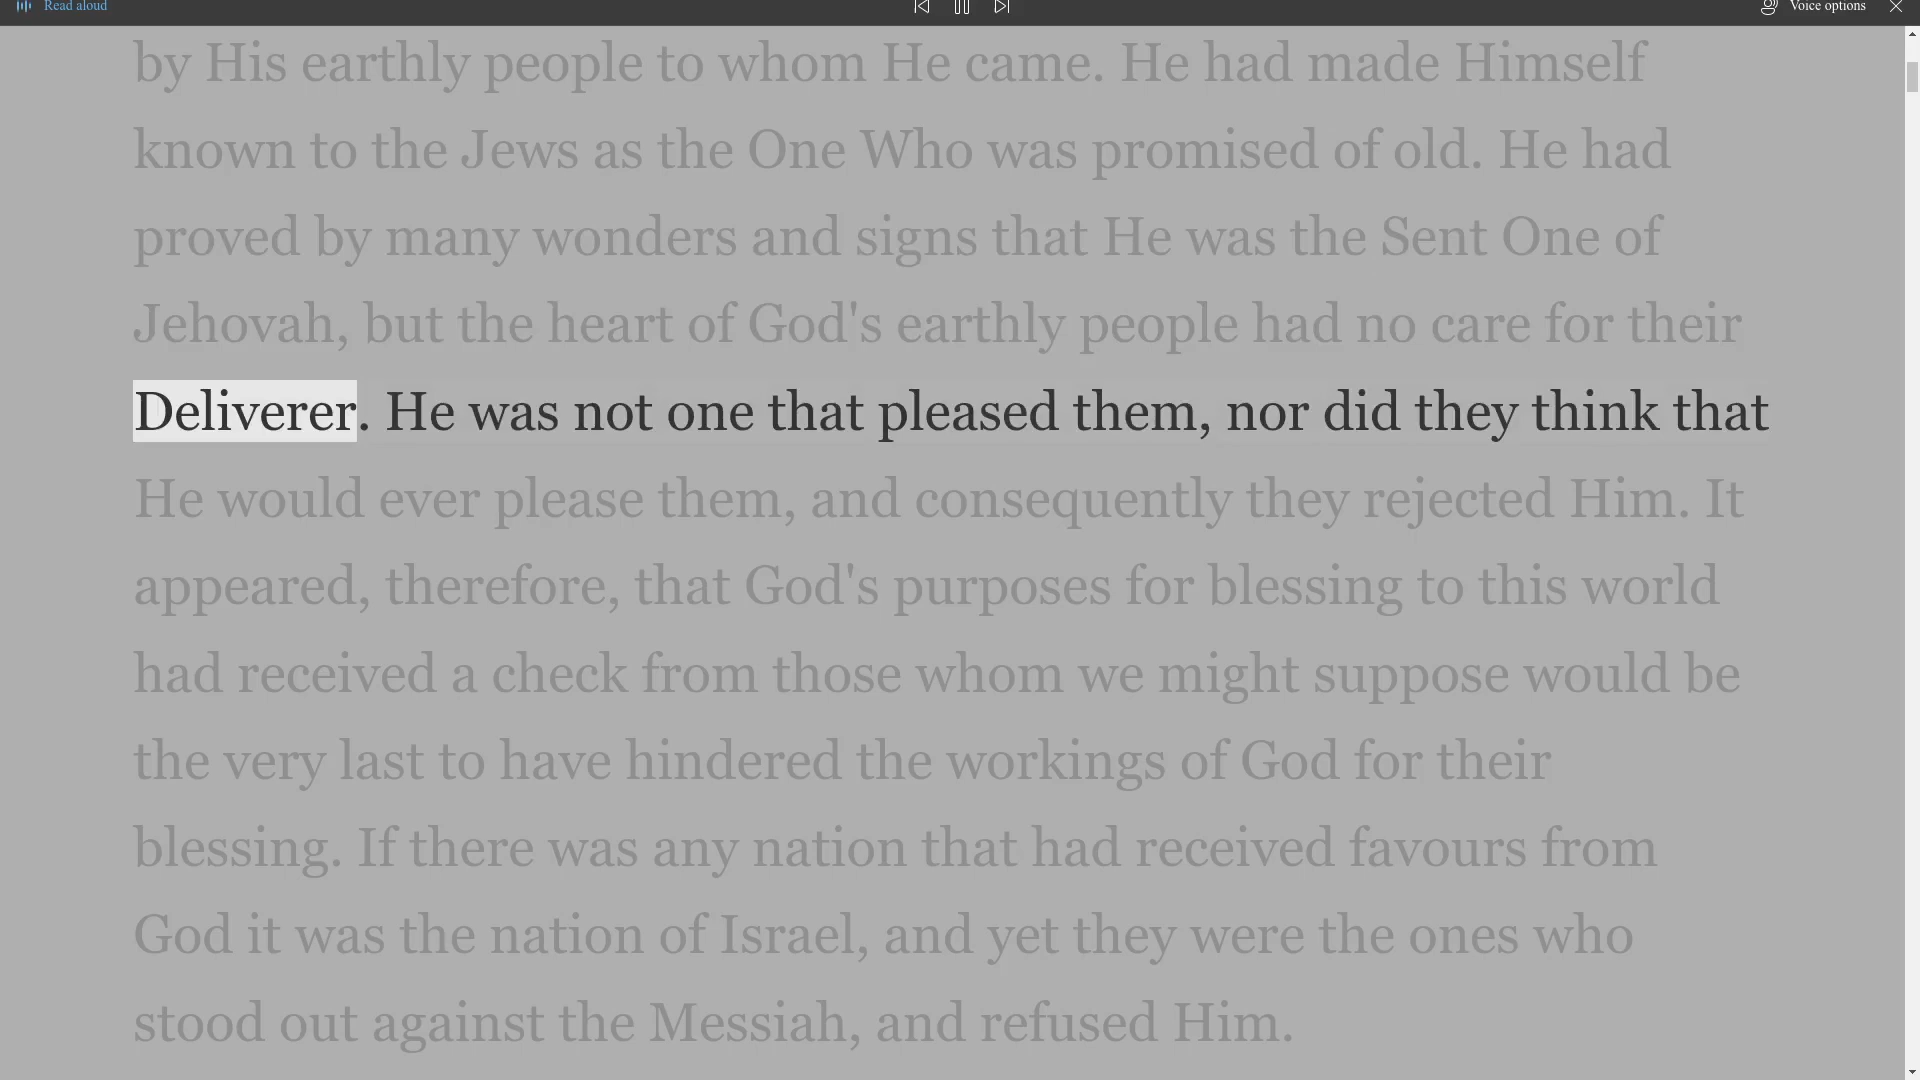 Read aloud
Voice options
by His earthly people to whom He came. He had made Himself
known to the Jews as the One Who was promised of old. He had
proved by many wonders and signs that He was the Sent One of
Jehovah, but the heart of God's earthly people had no care for their
Deliverer. He was not one that pleased them, nor did they think that
He would ever please them, and consequently they rejected Him. It
appeared, therefore, that God's purposes for blessing to this world
had received a check from those whom we might suppose would be
the very last to have hindered the workings of God for their
blessing. If there was any nation that had received favours from
God it was the nation of Israel, and yet they were the ones who
stood out against the Messiah, and refused Him.